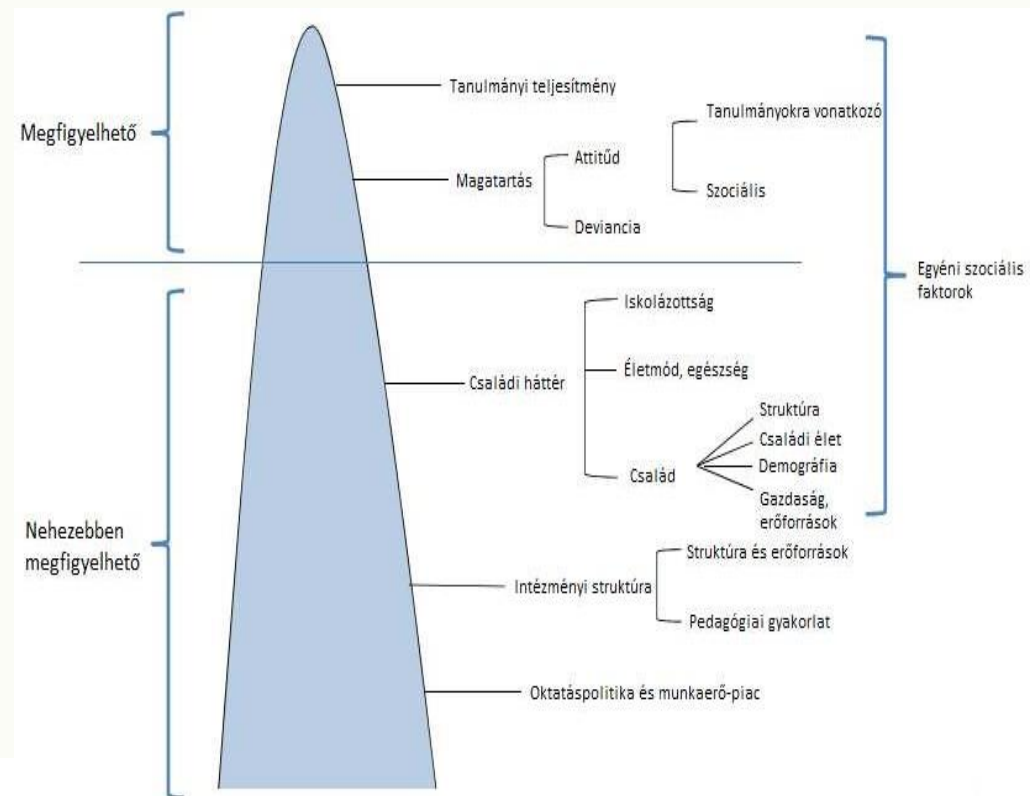 Megfigyelhető
Tanulmányi teljesítmény
Magatartás
Attitűd
Deviancia
Tanulmányokra vonatkozó
Szociális
Egyéni szociális
faktorok
Nehezebben
megfigyelhető
Családi háttér
Iskolázottság
Életmód, egészség
Család
Struktúra
Családi élet
Demográfia
Gazdaság,
erőforrások
Intézményi struktúra
Struktúra és erőforrások
Pedagógiai gyakorlat
Oktatáspolitika és munkaerő-piac